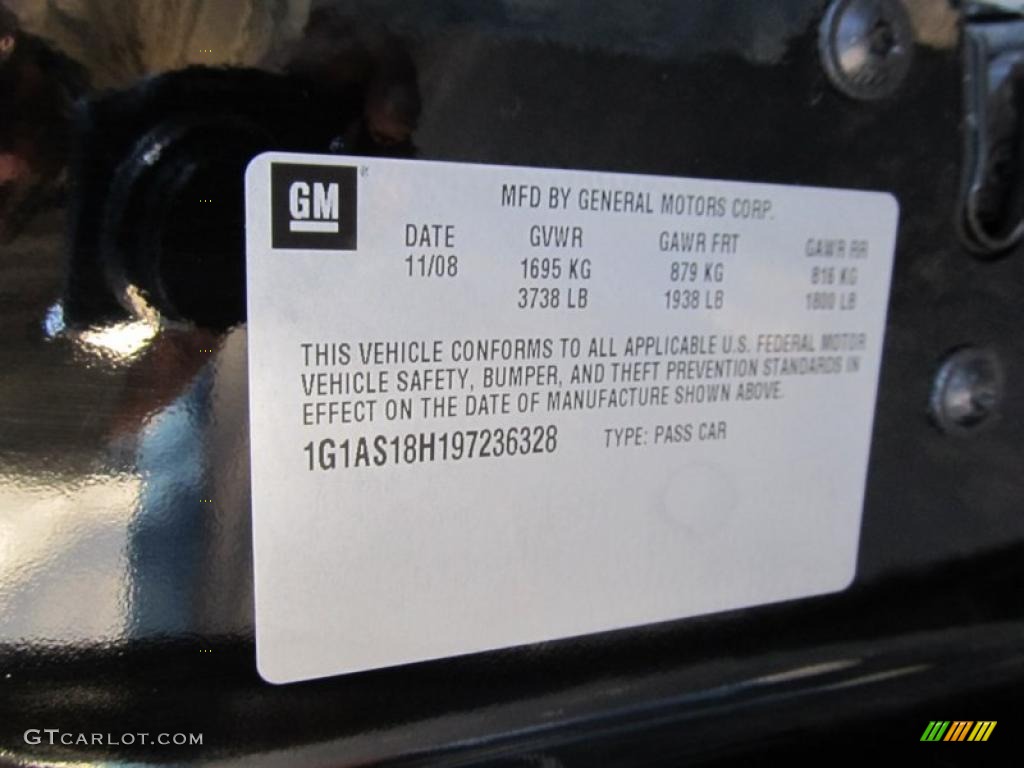 GM
MFD BY GENERAL MOTORS CORP.
DATE GVWR GAWR FRT GAWR RR
11/08 1695 KG 879 KG 816 KG
3738 LB 1938 LB 1800 LB
THIS VEHICLE CONFORMS TO ALL APPLICABLE U.S. FEDERAL MOTOR
VEHICLE SAFETY, BUMPER, AND THEFT PREVENTION STANDARDS IN
EFFECT ON THE DATE OF MANUFACTURE SHOWN ABOVE.
1G1AS18H197236328 TYPE: PASS CAR
GTCARLOT.COM